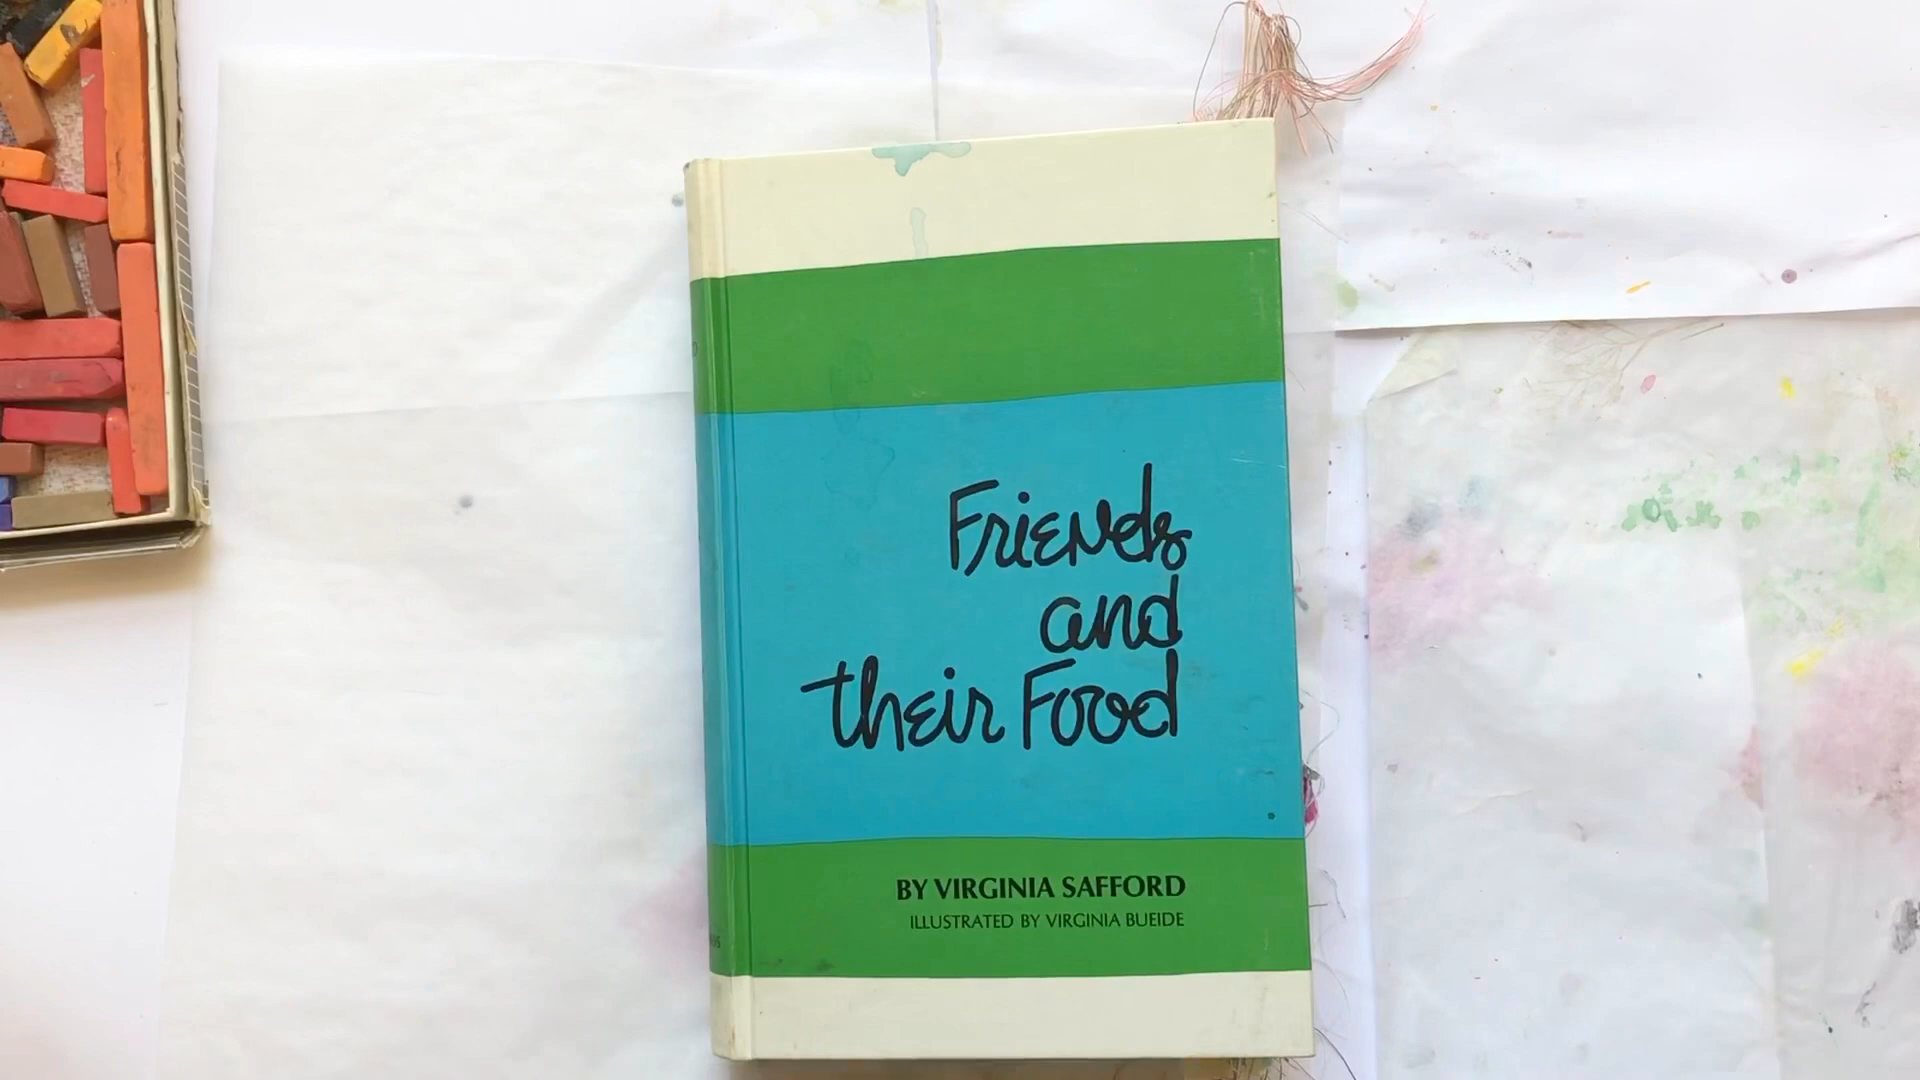 Friends
and
their Food
BY VIRGINIA SAFFORD
ILLUSTRATED BY VIRGINIA BUEIDE